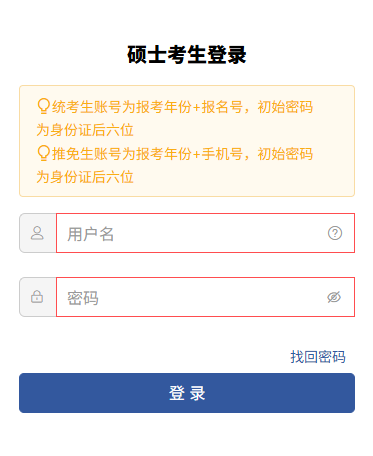 硕士考生登录
统考生账号为报考年份+报名号，初始密码
为身份证后六位
推免生账号为报考年份+手机号，初始密码
为身份证后六位
用户名
密码
找回密码
登 录